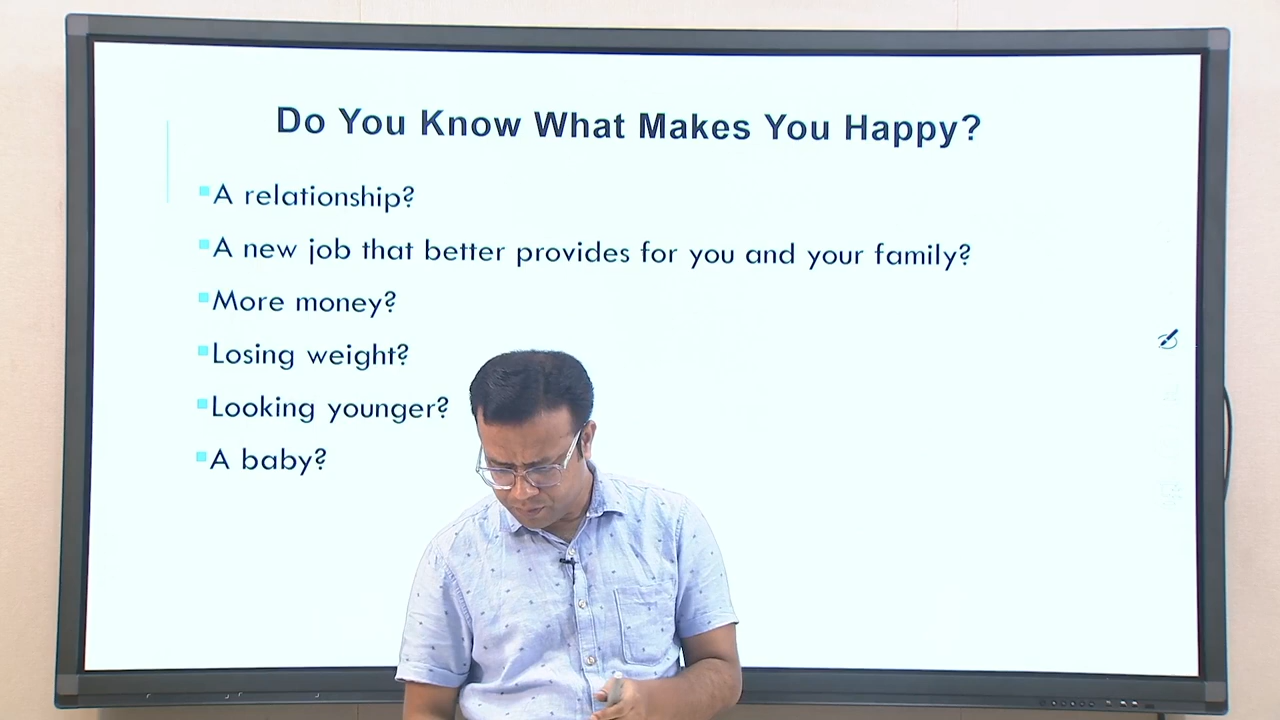 Do You Know What Makes You Happy?
A relationship?
A new job that better provides for you and your family?
More money?
Losing weight?
Looking younger?
A baby?